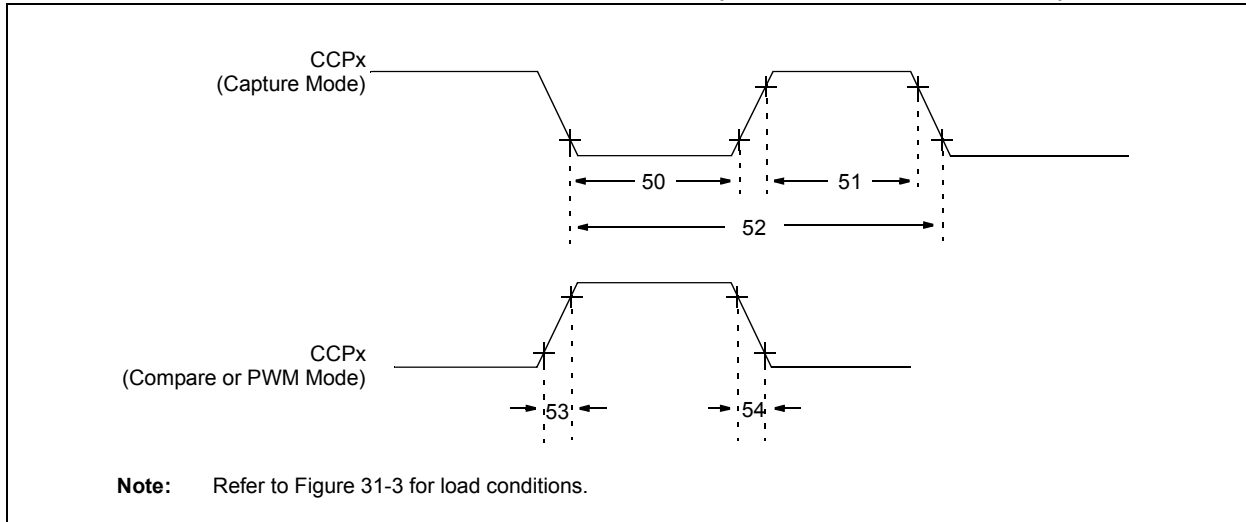 CCPx
(Capture Mode)
50
51
52
CCPx
(Compare or PWM Mode)
53
54
Note: Refer to Figure 31-3 for load conditions.